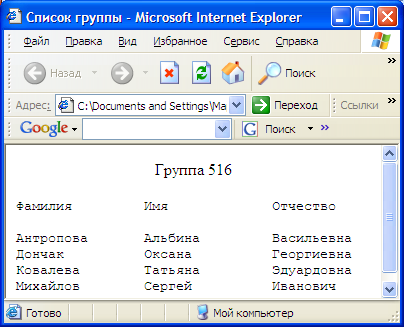 Список группы - Microsoft Internet Explorer
Файл Правка Вид Избранное Сервис Справка »
Назад Поиск »
Адрес: C:\Documents and Settings\Ma Переход Ссылки »
Google G Поиск »
Группа 516
Фамилия Имя Отчество
Антропова Альбина Васильевна
Дончак Оксана Георгиевна
Ковалева Татьяна Эдуардовна
Михайлов Сергей Иванович
Готово Мой компьютер